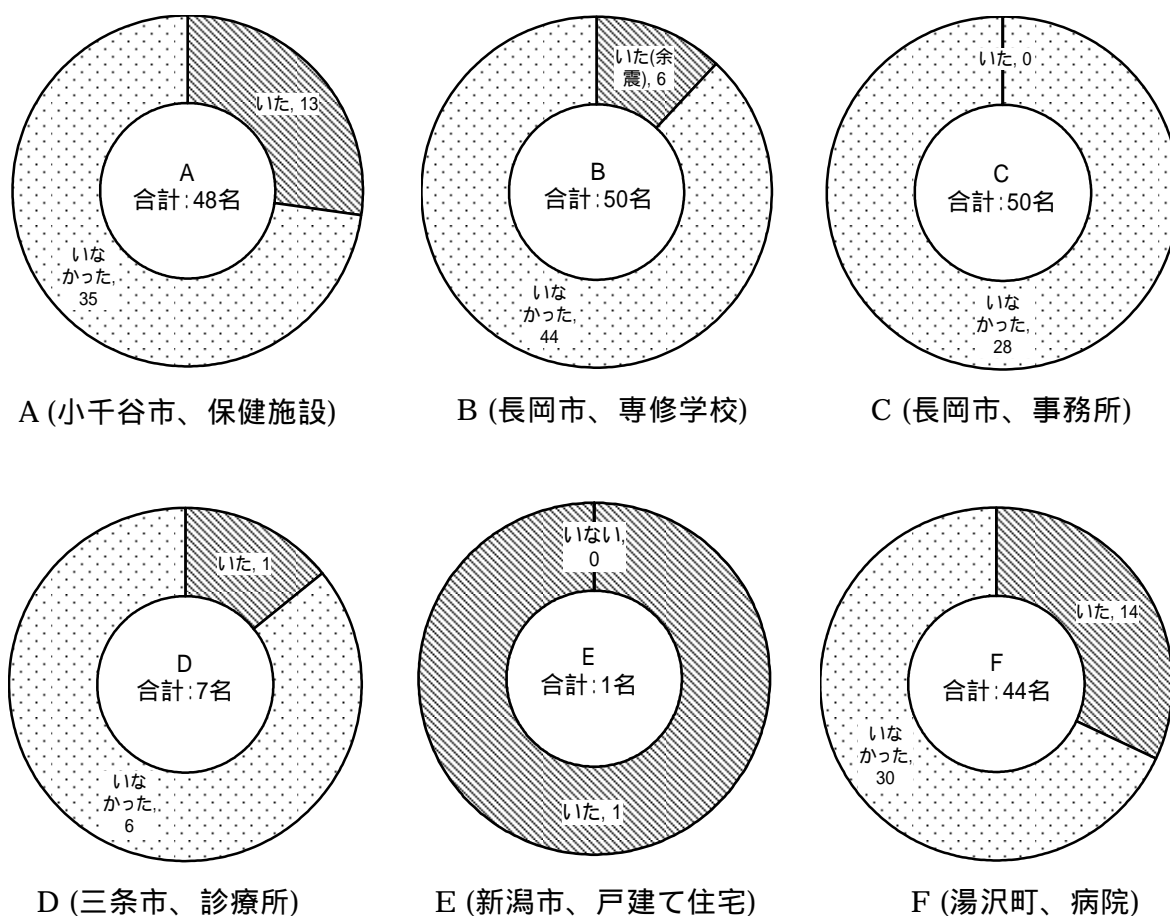 いた, 13
A
合計:48名
いな
かった,
35
A (小千谷市、保健施設)
いた(余
震), 6
B
合計:50名
いな
かった,
44
B (長岡市、専修学校)
いた, 0
C
合計:50名
いな
かった,
28
C (長岡市、事務所)
いた, 1
D
合計:7名
いな
かった,
6
D (三条市、診療所)
いない,
0
E
合計:1名
いた, 1
E (新潟市、戸建て住宅)
いた, 14
F
合計:44名
いな
かった,
30
F (湯沢町、病院)